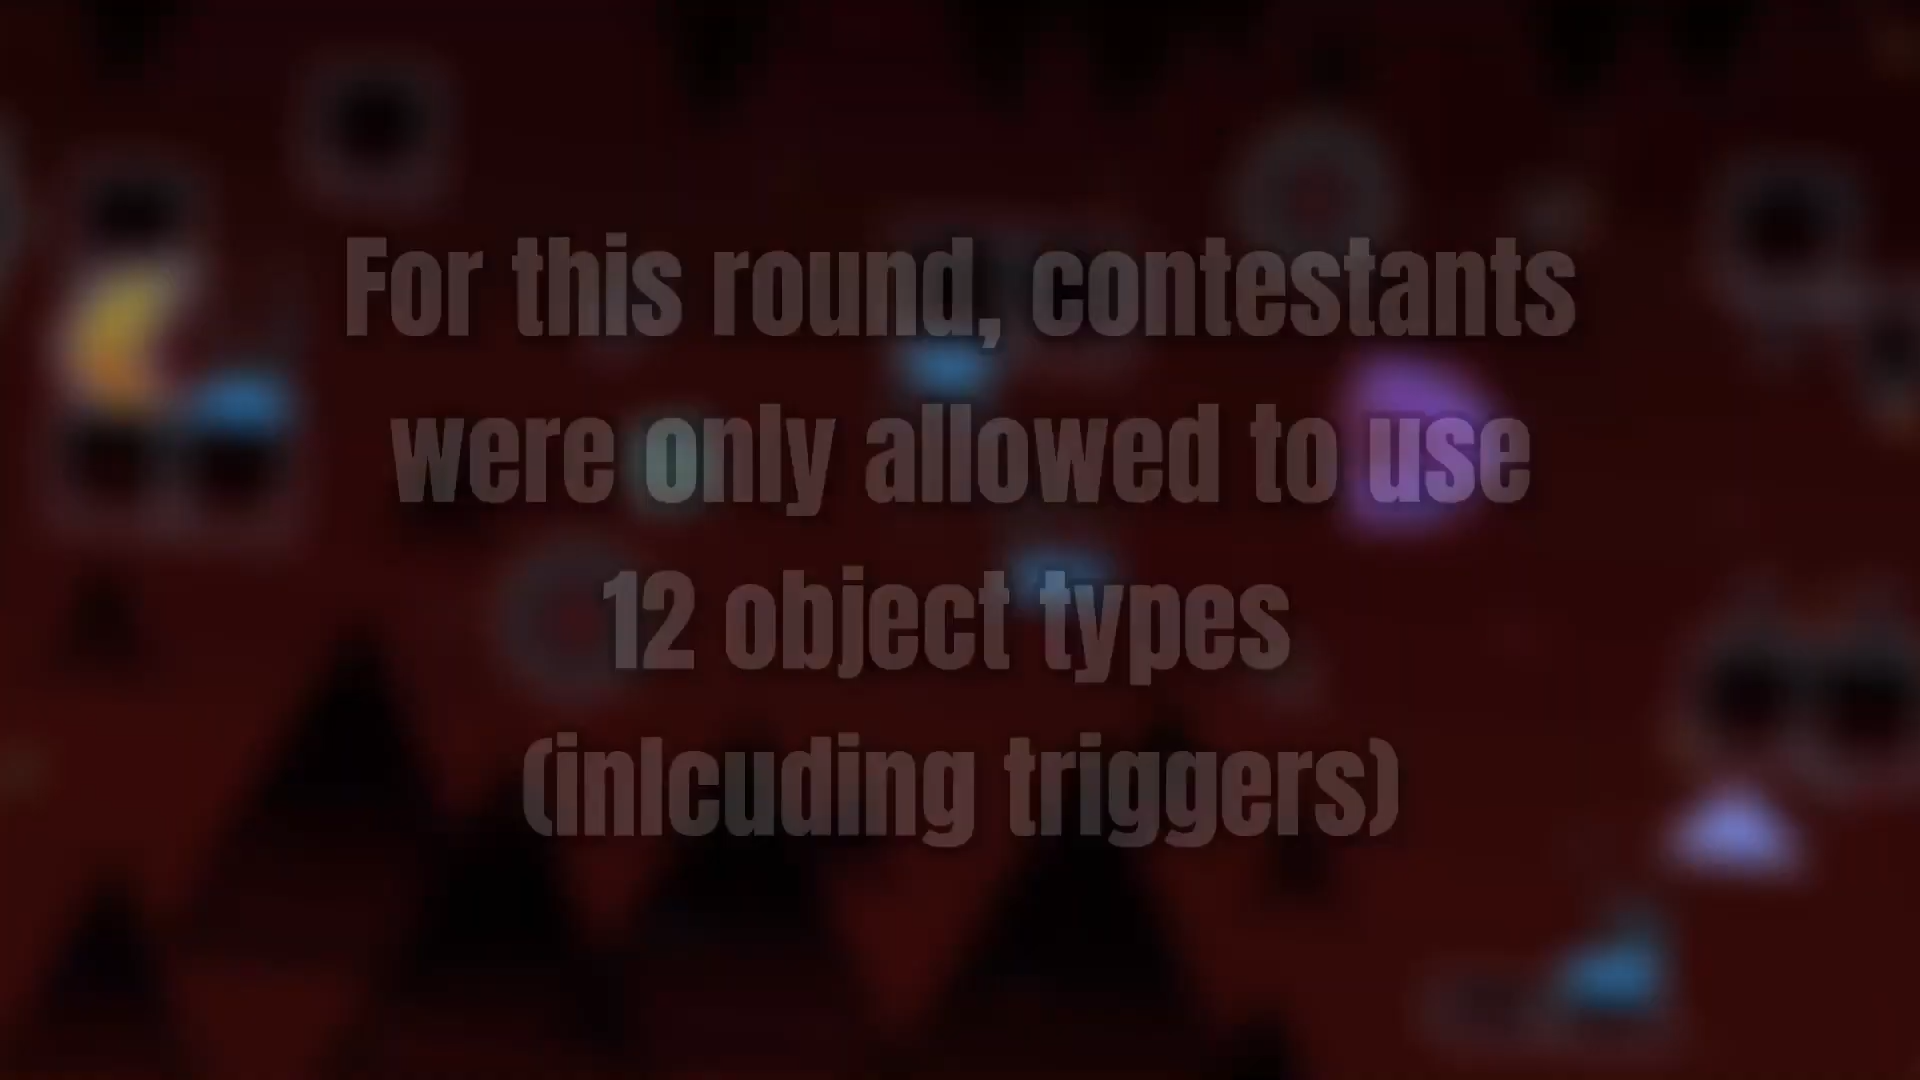 For this round, contestants
were only allowed to use
12 object types
(inlcuding triggers)